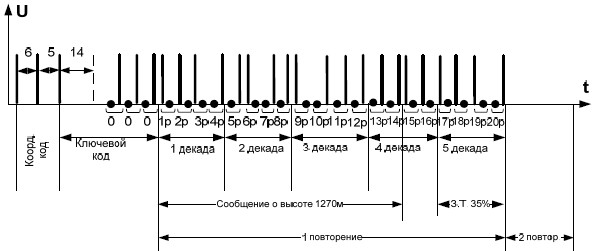 U
6 5 14
t
0 0 0 1р 2р 3р 4р 5р 6р 7р 8р 9р 10р 11р 12р 13р 14р 15р 16р 17р 18р 19р 20р
Коорд. код
Ключевой код
1 декада 2 декада 3 декада 4 декада 5 декада
Сообщение о высоте 1270м З.Т 35%
1 повторение 2 повтор